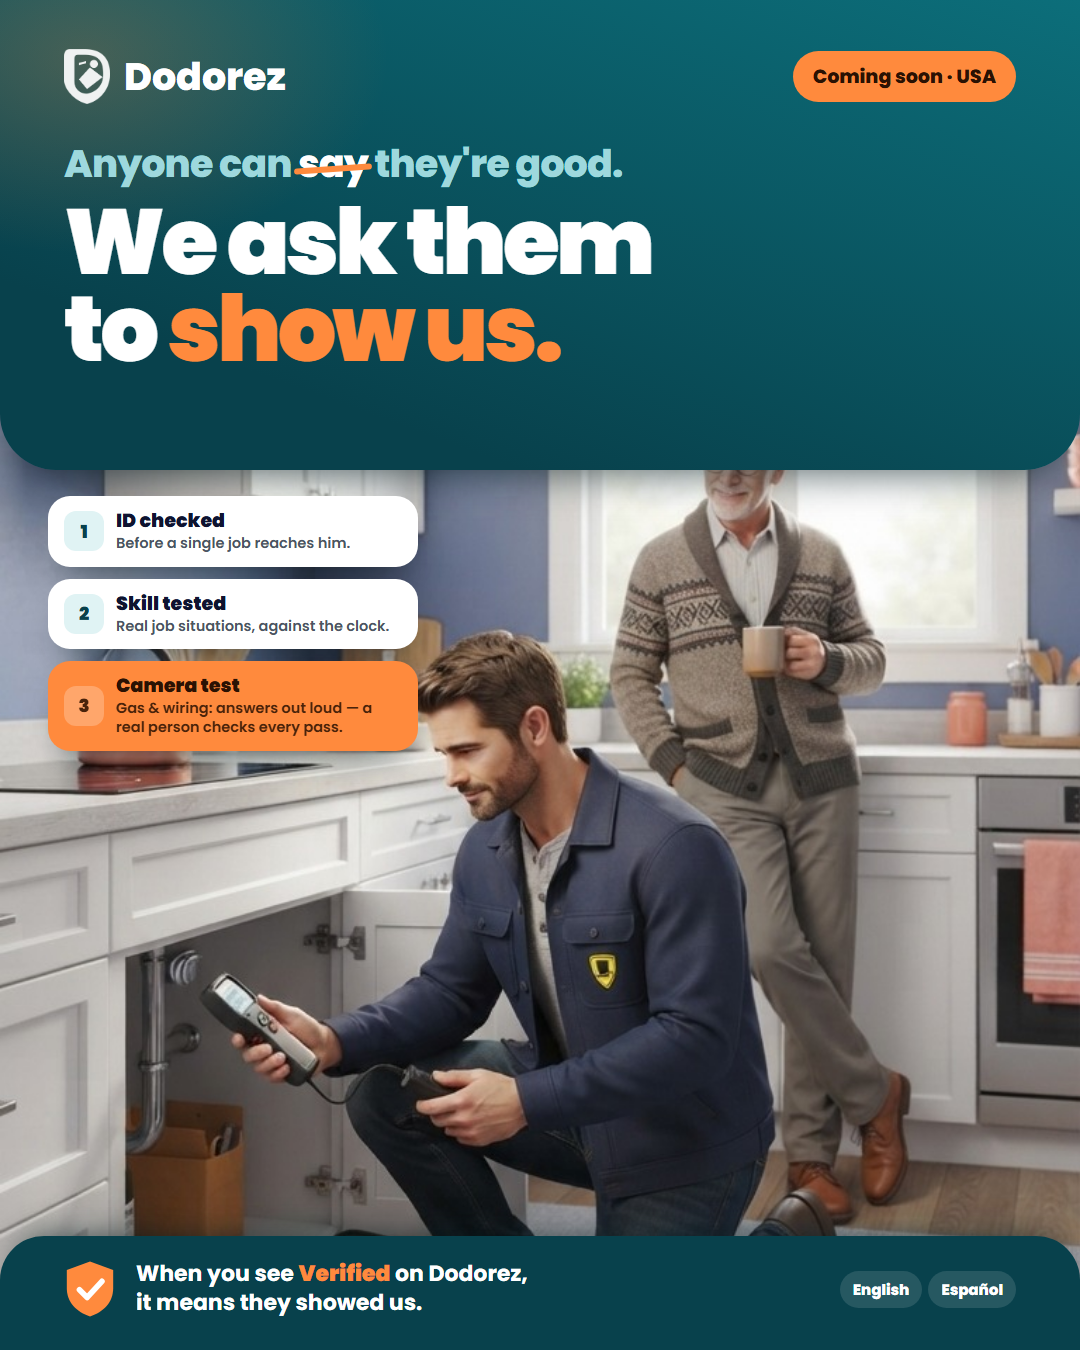 Dodorez
Coming soon · USA
Anyone can say they're good.
We ask them
to show us.
1
ID checked
Before a single job reaches him.
2
Skill tested
Real job situations, against the clock.
3
Camera test
Gas & wiring: answers out loud — a
real person checks every pass.
When you see Verified on Dodorez,
it means they showed us.
English
Español